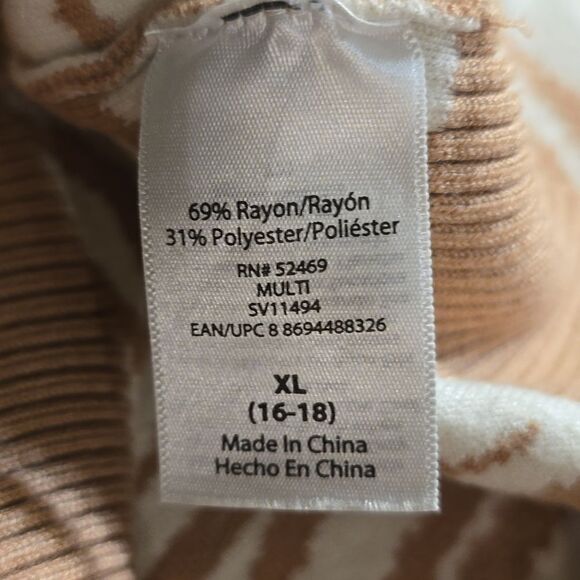 69% Rayon/Rayón
31% Polyester/Poliéster
RN# 52469
MULTI
SV11494
EAN/UPC 8 8694488326
XL
(16-18)
Made In China
Hecho En China